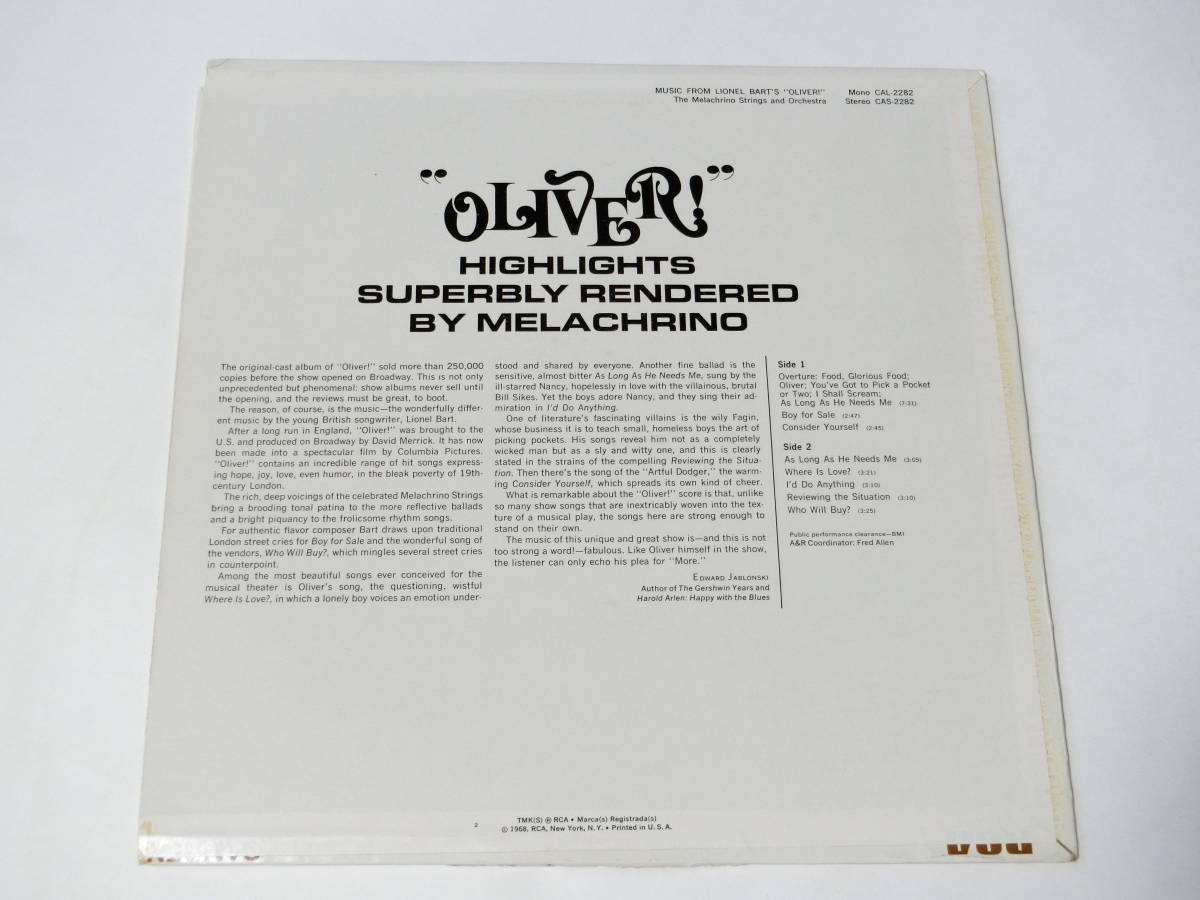 MUSIC FROM LIONEL BART'S "OLIVER!" Mono CAL-2282
The Melachrino Strings and Orchestra Stereo CAS-2282
"OLIVER!"
HIGHLIGHTS
SUPERBLY RENDERED
BY MELACHRINO
The original-cast album of "Oliver!" sold more than 250,000
copies before the show opened on Broadway. This is not only
unprecedented but phenomenal: show albums never sell until
the opening, and the reviews must be great, to boot.
The reason, of course, is the music—the wonderfully differ-
ent music by the young British songwriter, Lionel Bart.
After a long run in England, "Oliver!" was brought to the
U.S. and produced on Broadway by David Merrick. It has now
been made into a spectacular film by Columbia Pictures.
"Oliver!" contains an incredible range of hit songs express-
ing hope, joy, love, even humor, in the bleak poverty of 19th-
century London.
The rich, deep voicings of the celebrated Melachrino Strings
bring a brooding tonal patina to the more reflective ballads
and a bright piquancy to the frolicsome rhythm songs.
For authentic flavor composer Bart draws upon traditional
London street cries for Boy for Sale and the wonderful song of
the vendors, Who Will Buy?, which mingles several street cries
in counterpoint.
Among the most beautiful songs ever conceived for the
musical theater is Oliver's song, the questioning, wistful
Where Is Love?, in which a lonely boy voices an emotion under-
stood and shared by everyone. Another fine ballad is the
sensitive, almost bitter As Long As He Needs Me, sung by the
ill-starred Nancy, hopelessly in love with the villainous, brutal
Bill Sikes. Yet the boys adore Nancy, and they sing their ad-
miration in I'd Do Anything.
One of literature's fascinating villains is the wily Fagin,
whose business it is to teach small, homeless boys the art of
picking pockets. His songs reveal him not as a completely
wicked man but as a sly and witty one, and this is clearly
stated in the strains of the compelling Reviewing the Situa-
tion. Then there's the song of the "Artful Dodger," the warm-
ing Consider Yourself, which spreads its own kind of cheer.
What is remarkable about the "Oliver!" score is that, unlike
so many show songs that are inextricably woven into the tex-
ture of a musical play, the songs here are strong enough to
stand on their own.
The music of this unique and great show is—and this is not
too strong a word!—fabulous. Like Oliver himself in the show,
the listener can only echo his plea for "More."
EDWARD JABLONSKI
Author of The Gershwin Years and
Harold Arlen: Happy with the Blues
Side 1
Overture: Food, Glorious Food;
Oliver; You've Got to Pick a Pocket
or Two; I Shall Scream;
As Long As He Needs Me (7:31)
Boy for Sale (2:47)
Consider Yourself (2:45)
Side 2
As Long As He Needs Me (3:05)
Where Is Love? (3:21)
I'd Do Anything (3:10)
Reviewing the Situation (3:10)
Who Will Buy? (3:25)
Public performance clearance—BMI
A&R Coordinator: Fred Allen
TMK(S) ® RCA • Marca(s) Registrada(s)
2 © 1968, RCA, New York, N.Y. • Printed in U.S.A.